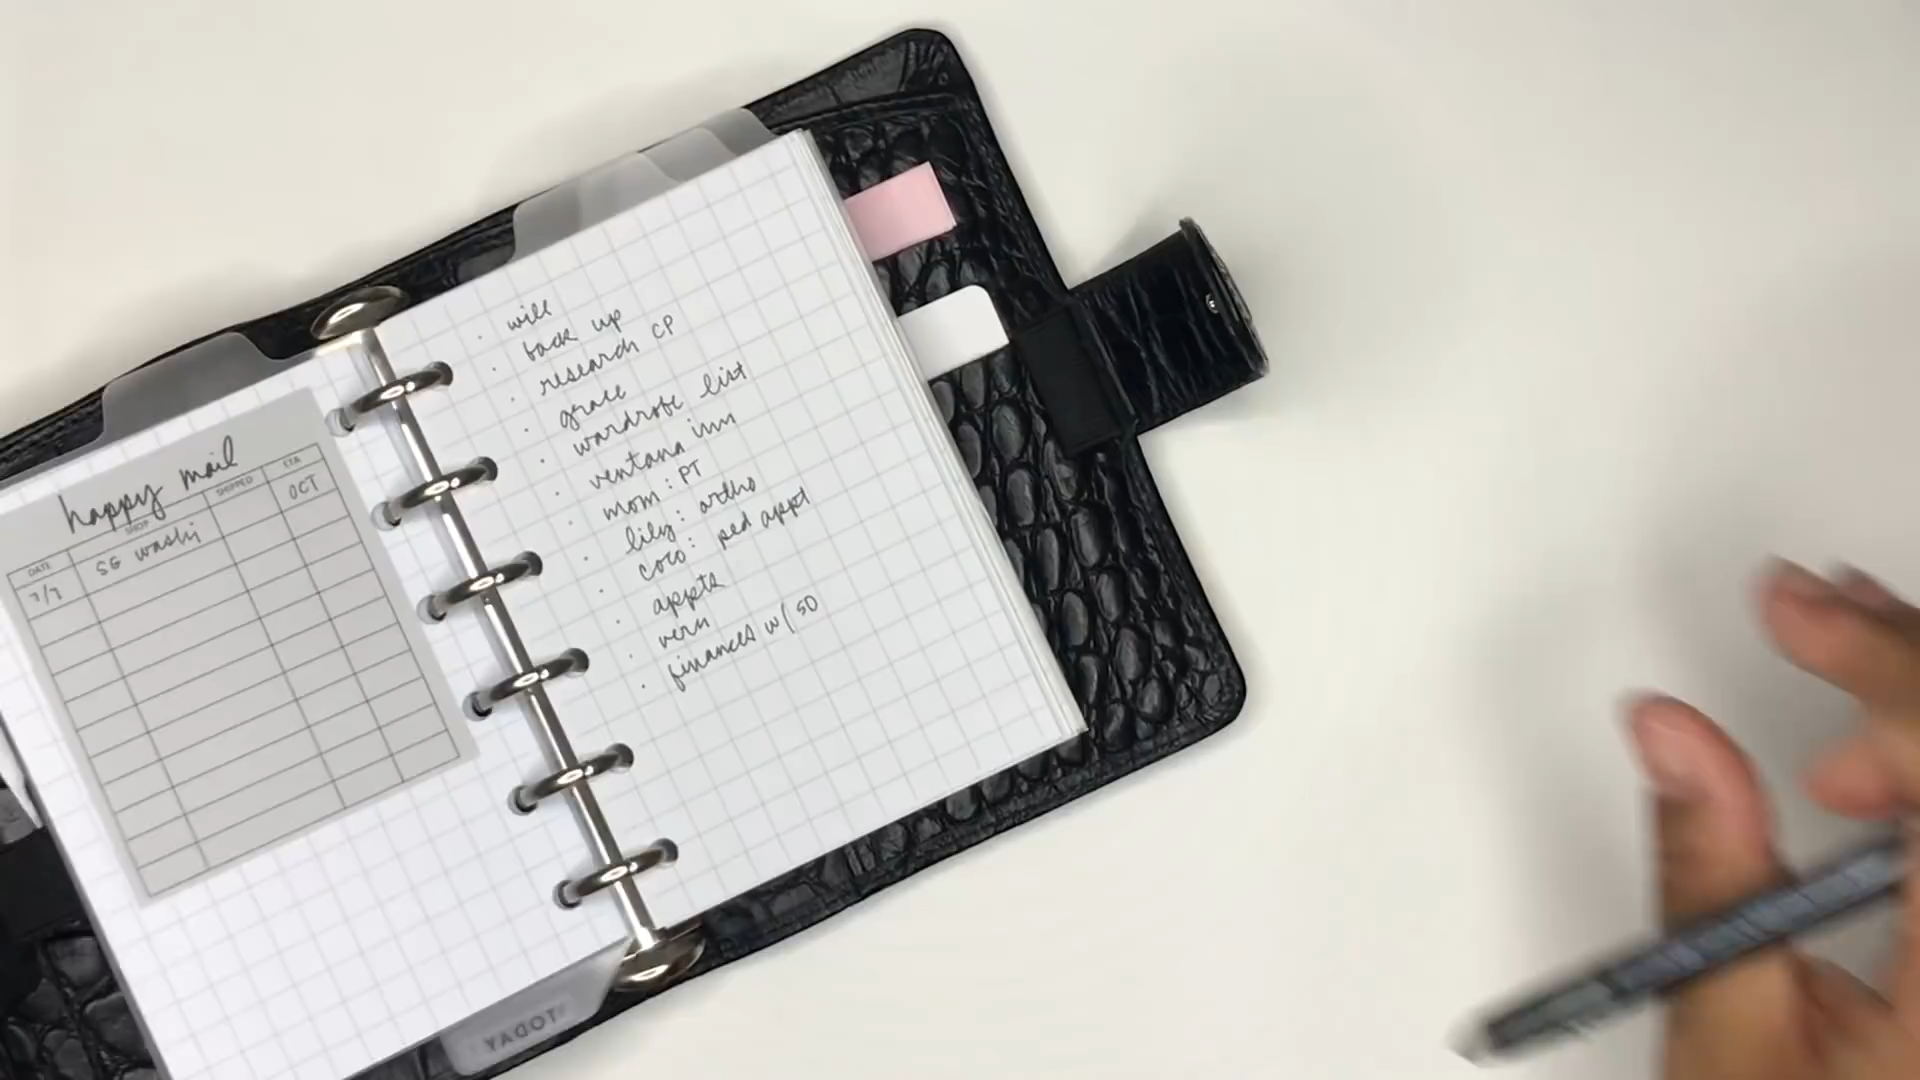 happy mail
DATE SHOP SHIPPED ETA
7/7 SG washi OCT
· will
· back up
· research CP
· grace
· wardrobe list
· ventana inn
· mom: PT
· lily: ortho
· coco: ped appt
· appts
· vern
· finances w/ SD
TODAY